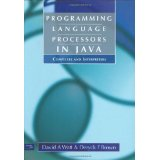 PROGRAMMING
LANGUAGE
PROCESSORS
IN JAVA
COMPILERS AND INTERPRETERS
David A Watt & Deryck F Brown